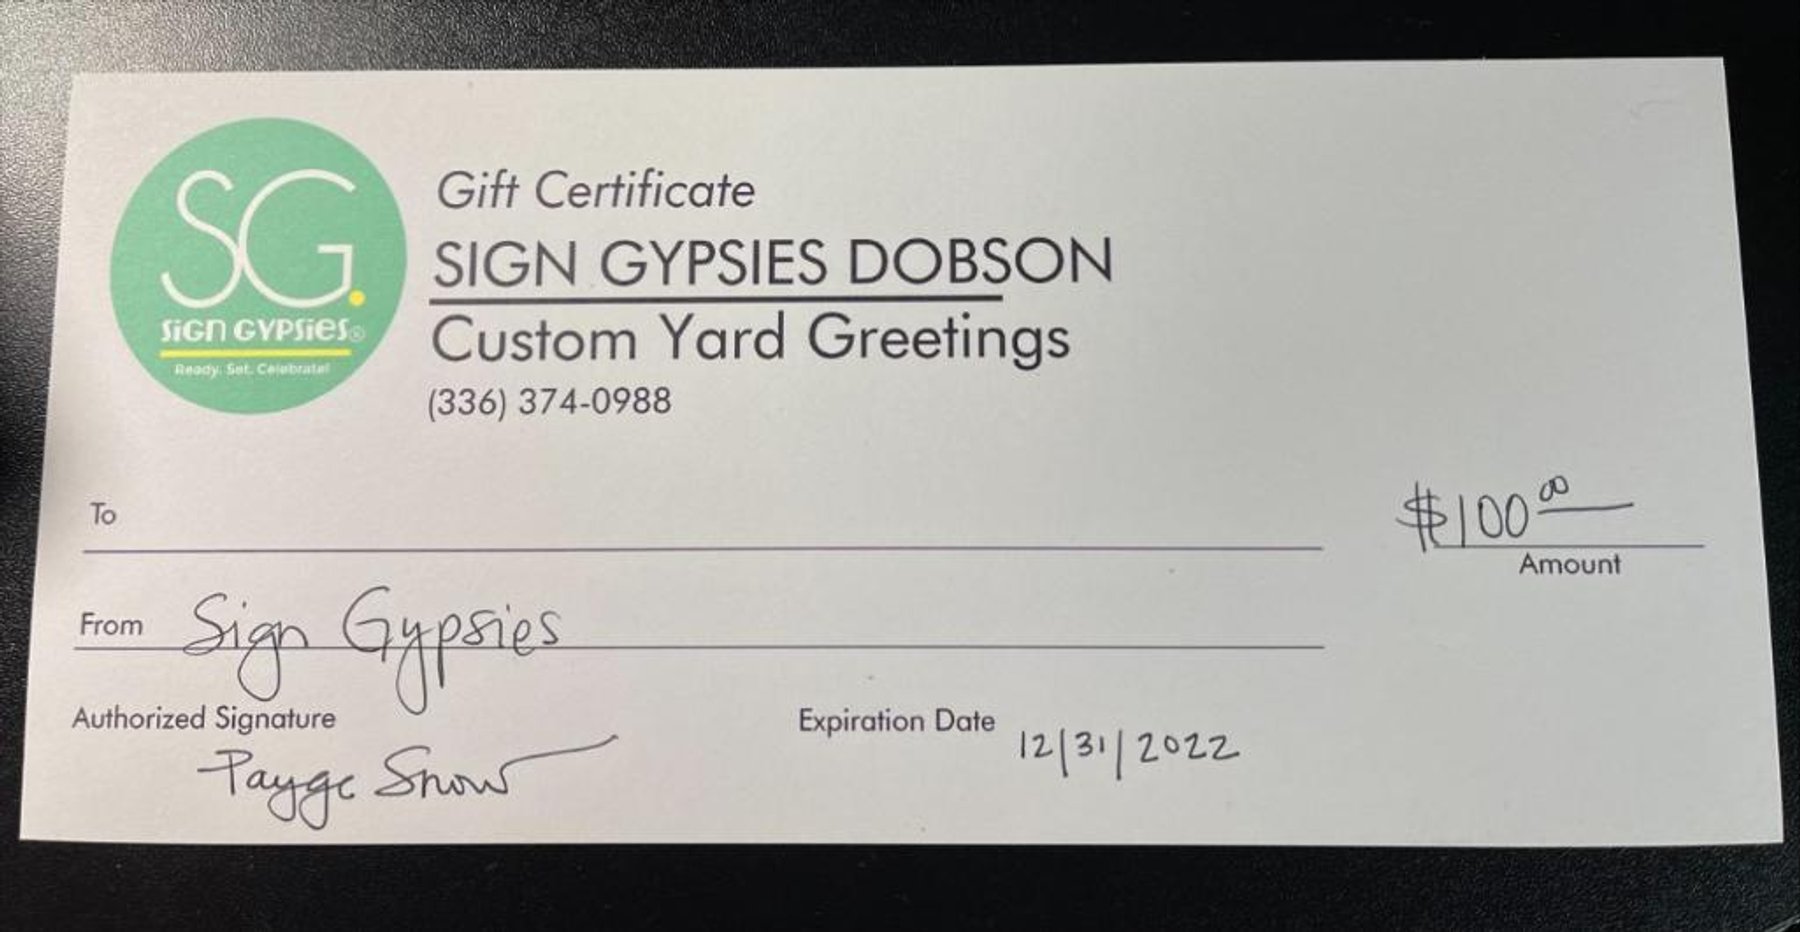 SG.
SiGn GYPSieS®
Ready. Set. Celebrate!
Gift Certificate
SIGN GYPSIES DOBSON
Custom Yard Greetings
(336) 374-0988
To
$100.00
Amount
From Sign Gypsies
Authorized Signature
Payge Snow
Expiration Date 12/31/2022